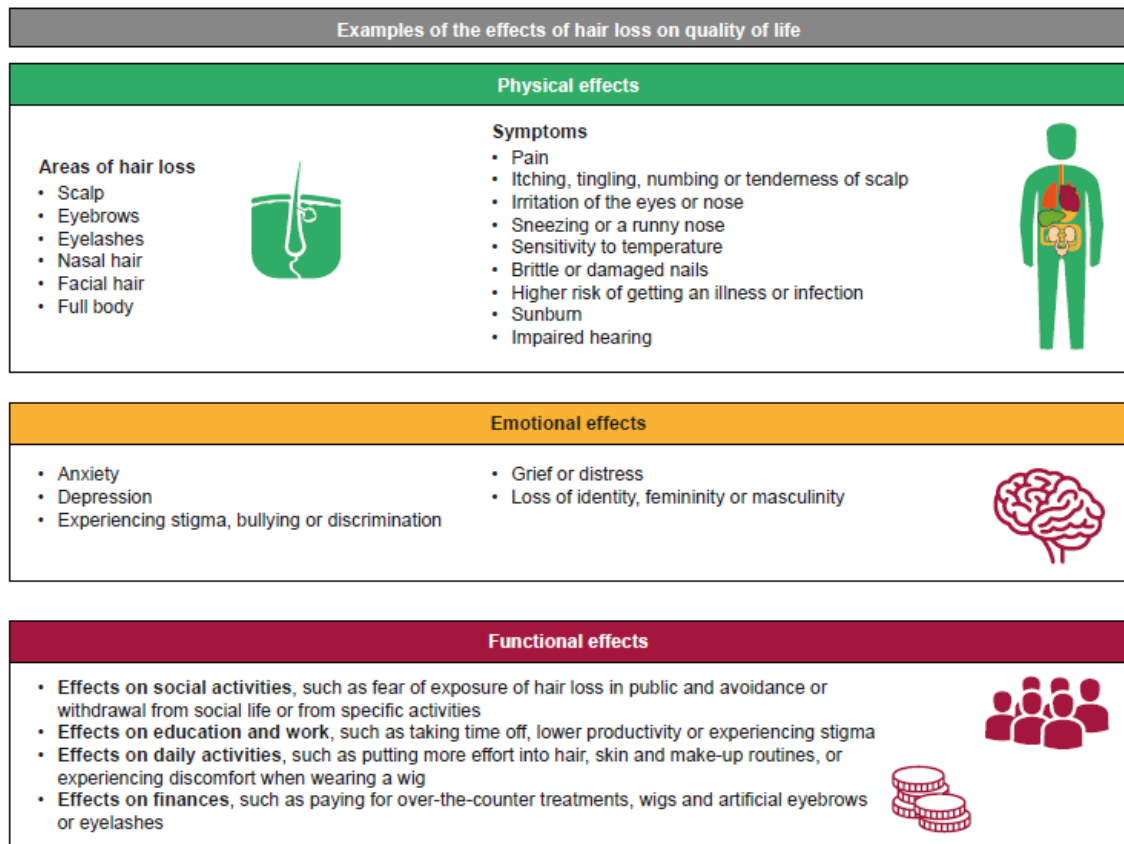 Examples of the effects of hair loss on quality of life
Physical effects
Areas of hair loss
• Scalp
• Eyebrows
• Eyelashes
• Nasal hair
• Facial hair
• Full body
Symptoms
• Pain
• Itching, tingling, numbing or tenderness of scalp
• Irritation of the eyes or nose
• Sneezing or a runny nose
• Sensitivity to temperature
• Brittle or damaged nails
• Higher risk of getting an illness or infection
• Sunburn
• Impaired hearing
Emotional effects
• Anxiety
• Depression
• Experiencing stigma, bullying or discrimination
• Grief or distress
• Loss of identity, femininity or masculinity
Functional effects
• Effects on social activities, such as fear of exposure of hair loss in public and avoidance or
withdrawal from social life or from specific activities
• Effects on education and work, such as taking time off, lower productivity or experiencing stigma
• Effects on daily activities, such as putting more effort into hair, skin and make-up routines, or
experiencing discomfort when wearing a wig
• Effects on finances, such as paying for over-the-counter treatments, wigs and artificial eyebrows
or eyelashes